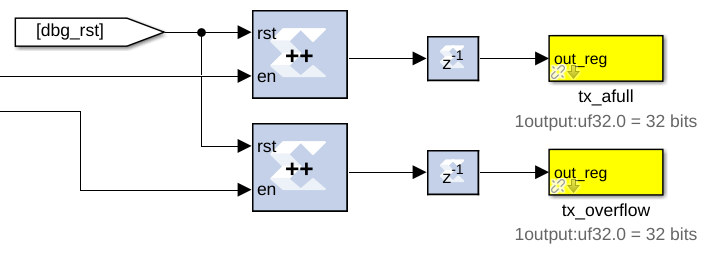 [dbg_rst]
rst
++
en
z-1
out_reg
tx_afull
1output:uf32.0 = 32 bits
rst
++
en
z-1
out_reg
tx_overflow
1output:uf32.0 = 32 bits